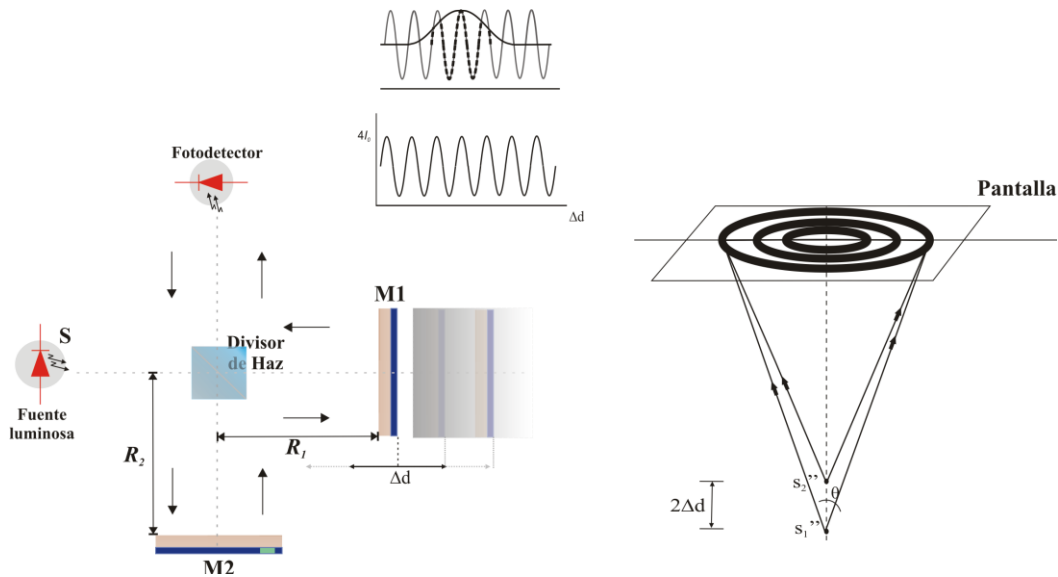 4I₀
Δd
Fotodetector
Pantalla
M1
S
Divisor
de Haz
Fuente
luminosa
R₂
R₁
Δd
M2
s₂’’
θ
2Δd
s₁’’